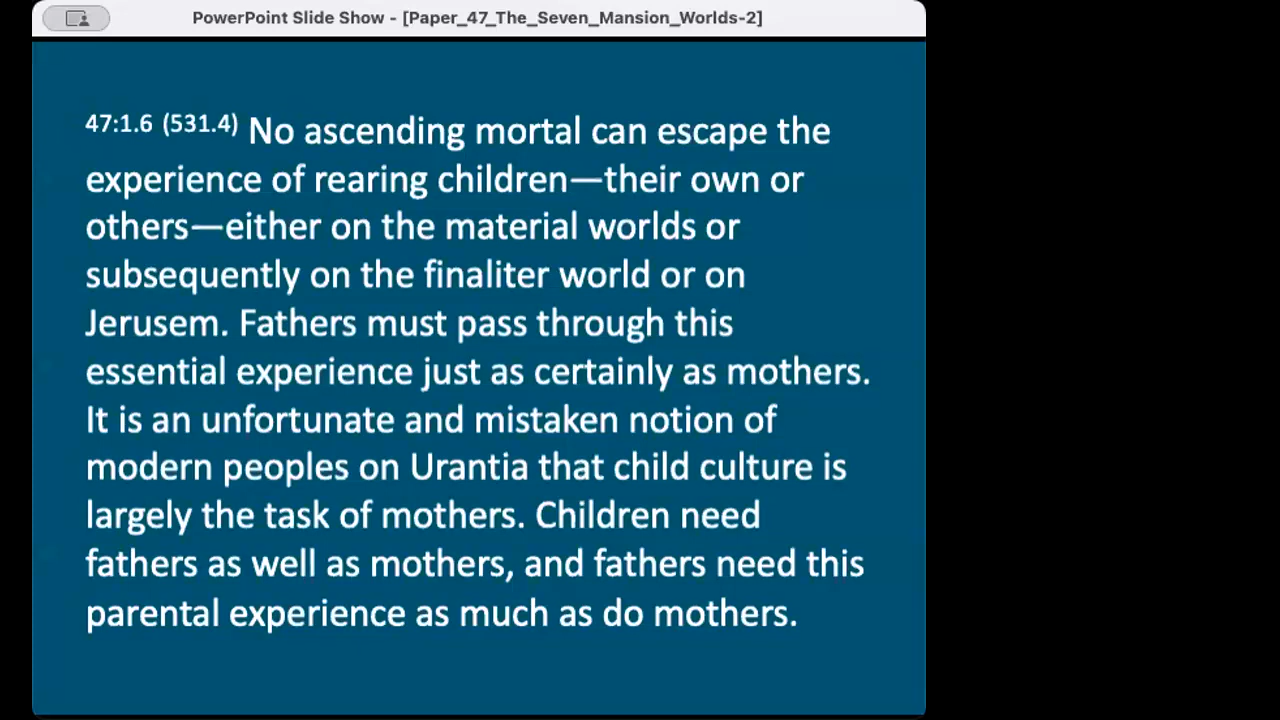 PowerPoint Slide Show - [Paper_47_The_Seven_Mansion_Worlds-2]
47:1.6 (531.4) No ascending mortal can escape the
experience of rearing children—their own or
others—either on the material worlds or
subsequently on the finaliter world or on
Jerusem. Fathers must pass through this
essential experience just as certainly as mothers.
It is an unfortunate and mistaken notion of
modern peoples on Urantia that child culture is
largely the task of mothers. Children need
fathers as well as mothers, and fathers need this
parental experience as much as do mothers.